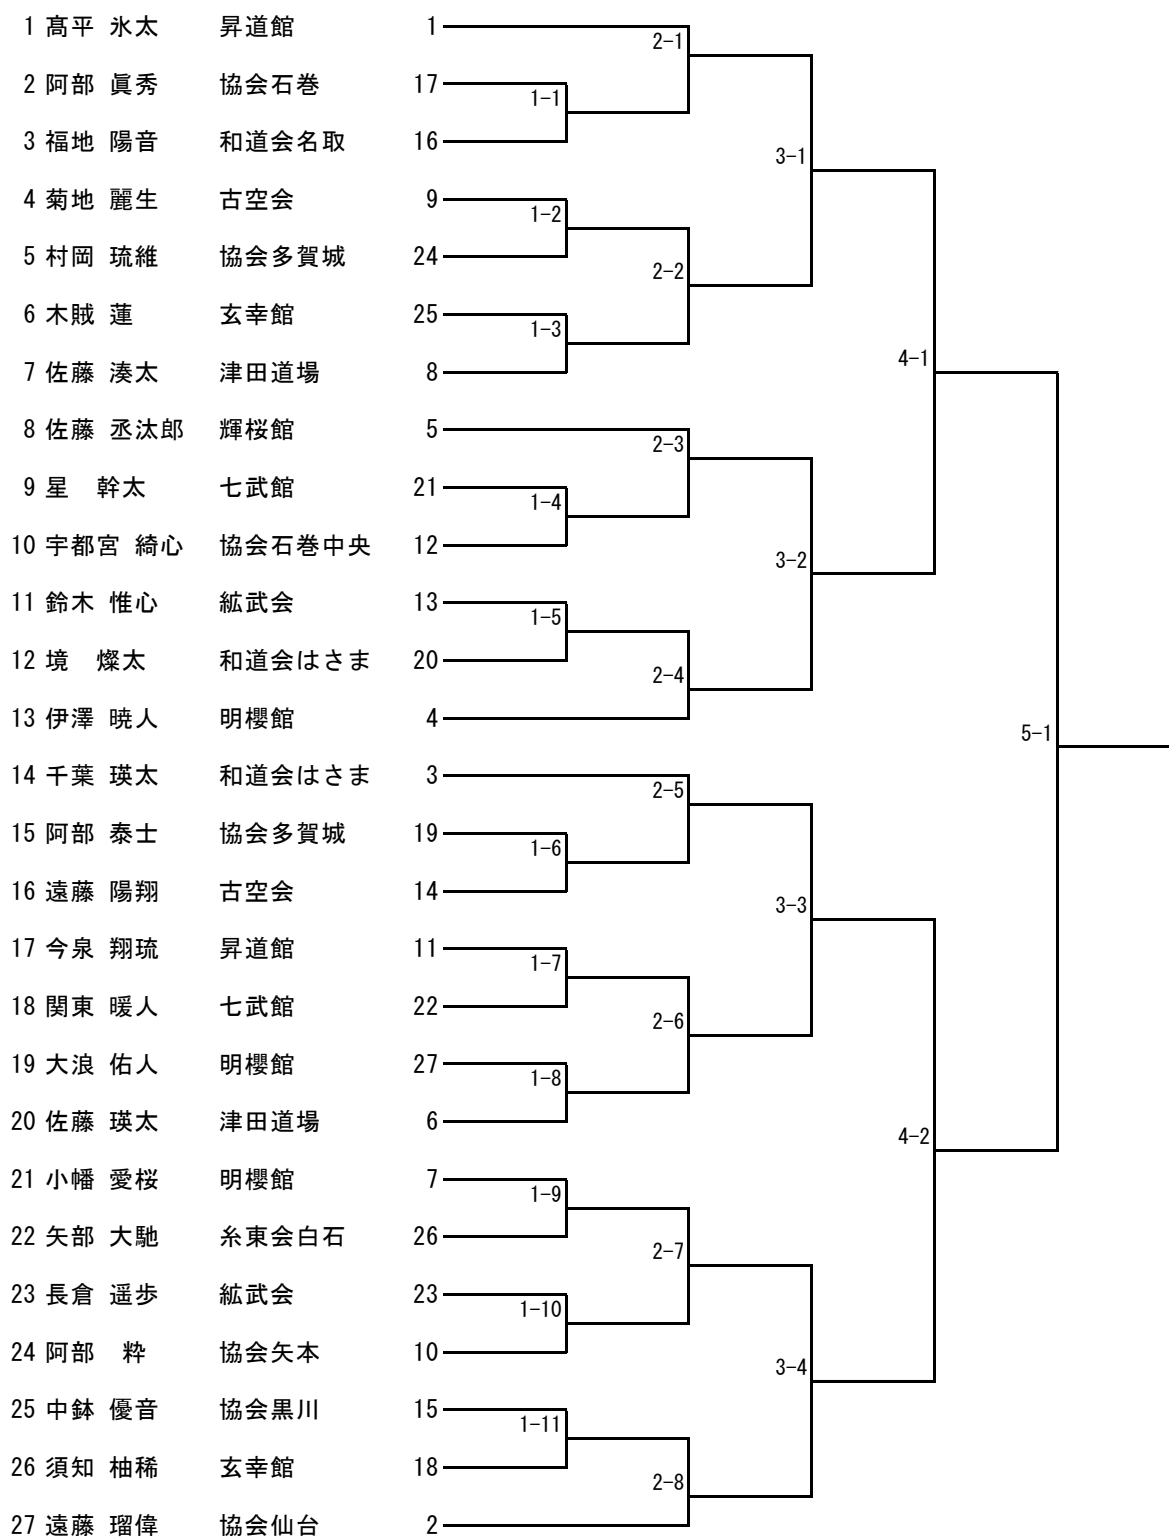 1 髙平 氷太 昇道館 1
2-1
2 阿部 眞秀 協会石巻 17
1-1
3 福地 陽音 和道会名取 16
3-1
4 菊地 麗生 古空会 9
1-2
5 村岡 琉維 協会多賀城 24
2-2
6 木賊 蓮 玄幸館 25
1-3
7 佐藤 湊太 津田道場 8
4-1
8 佐藤 丞汰郎 輝桜館 5
2-3
9 星 幹太 七武館 21
1-4
10 宇都宮 綺心 協会石巻中央 12
3-2
11 鈴木 惟心 紘武会 13
1-5
12 境 燦太 和道会はさま 20
2-4
13 伊澤 暁人 明櫻館 4
5-1
14 千葉 瑛太 和道会はさま 3
2-5
15 阿部 泰士 協会多賀城 19
1-6
16 遠藤 陽翔 古空会 14
3-3
17 今泉 翔琉 昇道館 11
1-7
18 関東 暖人 七武館 22
2-6
19 大浪 佑人 明櫻館 27
1-8
20 佐藤 瑛太 津田道場 6
4-2
21 小幡 愛桜 明櫻館 7
1-9
22 矢部 大馳 糸東会白石 26
2-7
23 長倉 遥歩 紘武会 23
1-10
24 阿部 粋 協会矢本 10
3-4
25 中鉢 優音 協会黒川 15
1-11
26 須知 柚稀 玄幸館 18
2-8
27 遠藤 瑠偉 協会仙台 2